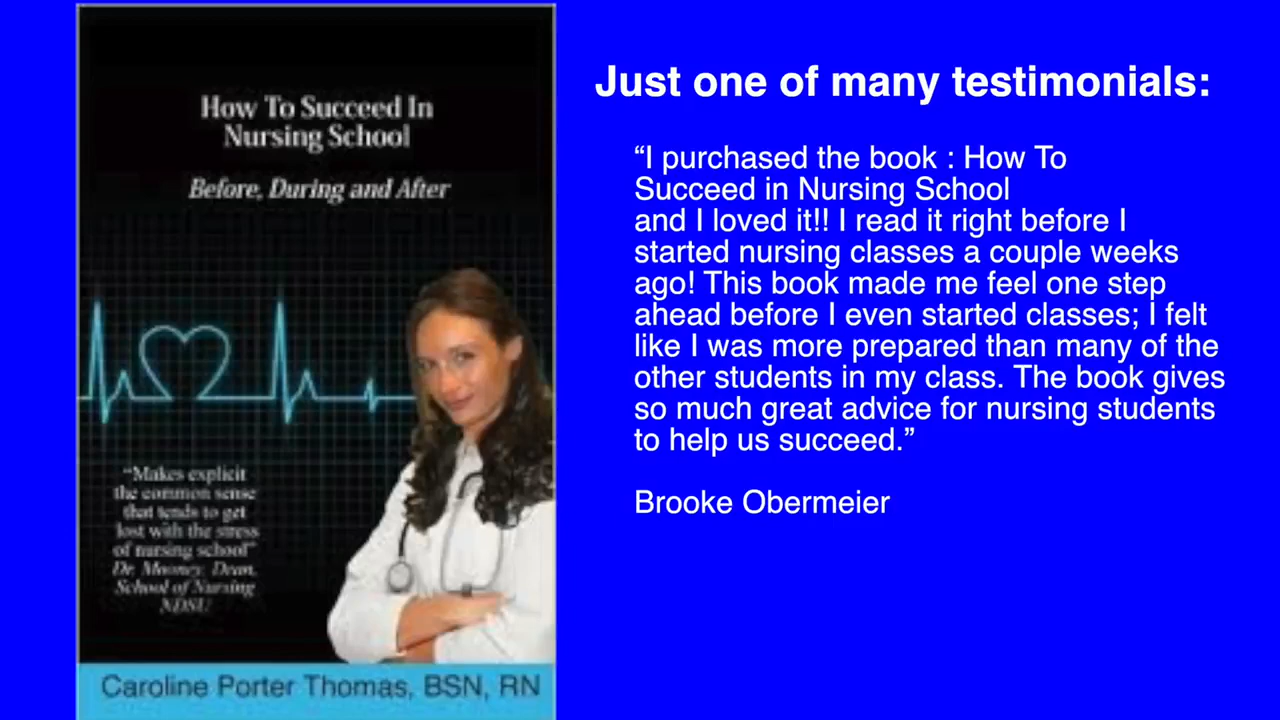 How To Succeed In
Nursing School
Before, During and After
"Makes explicit
the common sense
that tends to get
lost with the stress
of nursing school"
Dr. Mooney, Dean,
School of Nursing
NDSU
Caroline Porter Thomas, BSN, RN
Just one of many testimonials:
“I purchased the book : How To
Succeed in Nursing School
and I loved it!! I read it right before I
started nursing classes a couple weeks
ago! This book made me feel one step
ahead before I even started classes; I felt
like I was more prepared than many of the
other students in my class. The book gives
so much great advice for nursing students
to help us succeed.”
Brooke Obermeier